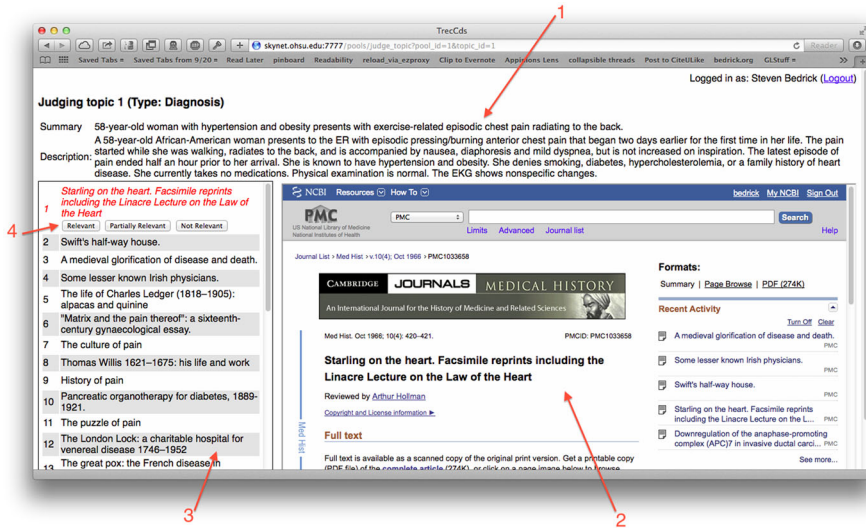 1
TrecCds
skynet.ohsu.edu:7777/pools/judge_topic?pool_id=1&topic_id=1
Reader
Saved Tabs Saved Tabs from 9/20 Read Later pinboard Readability reload_via_ezproxy Clip to Evernote Appisions Lens collapsible threads Post to CiteULike bedrick.org GLStuff
Logged in as: Steven Bedrick (Logout)
Judging topic 1 (Type: Diagnosis)
Summary 58-year-old woman with hypertension and obesity presents with exercise-related episodic chest pain radiating to the back.
A 58-year-old African-American woman presents to the ER with episodic pressing/burning anterior chest pain that began two days earlier for the first time in her life. The pain
started while she was walking, radiates to the back, and is accompanied by nausea, diaphoresis and mild dyspnea, but is not increased on inspiration. The latest episode of
Description: pain ended half an hour prior to her arrival. She is known to have hypertension and obesity. She denies smoking, diabetes, hypercholesterolemia, or a family history of heart
disease. She currently takes no medications. Physical examination is normal. The EKG shows nonspecific changes.
Starling on the heart. Facsimile reprints
1 including the Linacre Lecture on the Law of
the Heart
4
Relevant Partially Relevant Not Relevant
2 Swift's half-way house.
3 A medieval glorification of disease and death.
4 Some lesser known Irish physicians.
5 The life of Charles Ledger (1818–1905):
alpacas and quinine
6 "Matrix and the pain thereof": a sixteenth-
century gynaecological essay.
7 The culture of pain
8 Thomas Willis 1621–1675: his life and work
9 History of pain
10 Pancreatic organotherapy for diabetes, 1889-
1921.
11 The puzzle of pain
12 The London Lock: a charitable hospital for
venereal disease 1746–1952
13 The great pox: the French disease in
NCBI Resources How To bedrick My NCBI Sign Out
PMC
US National Library of Medicine
National Institutes of Health
PMC Search
Limits Advanced Journal list Help
Journal List > Med Hist > v.10(4); Oct 1966 > PMC1033658
CAMBRIDGE JOURNALS MEDICAL HISTORY
An International Journal for the History of Medicine and Related Sciences
Med Hist. Oct 1966; 10(4): 420–421. PMCID: PMC1033658
Starling on the heart. Facsimile reprints including the
Linacre Lecture on the Law of the Heart
Reviewed by Arthur Hollman
Copyright and License information ►
Full text
Full text is available as a scanned copy of the original print version. Get a printable copy
(PDF file) of the complete article (274K), or click on a page image below to browse
Med Hist
Formats:
Summary | Page Browse | PDF (274K)
Recent Activity
Turn Off Clear
A medieval glorification of disease and death.
PMC
Some lesser known Irish physicians.
PMC
Swift's half-way house.
PMC
Starling on the heart. Facsimile reprints
including the Linacre Lecture on the L... PMC
Downregulation of the anaphase-promoting
complex (APC)7 in invasive ductal carci... PMC
See more...
3
2